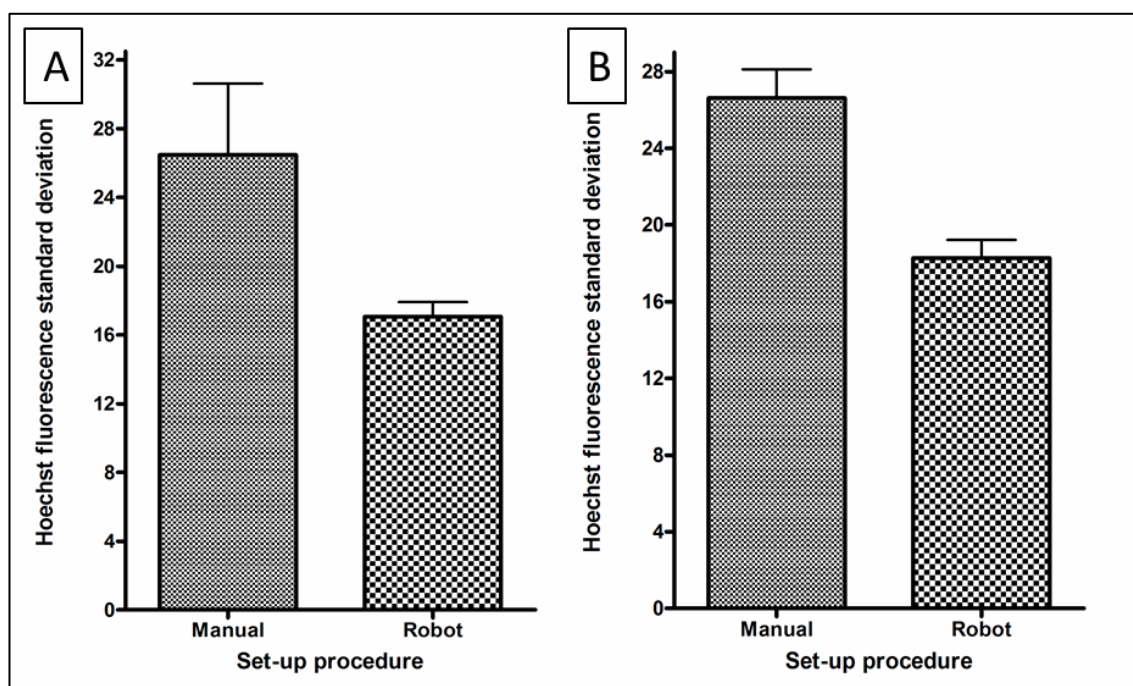 A
Hoechst fluorescence standard deviation
32
28
24
20
16
12
8
4
0
Manual Robot
Set-up procedure
B
Hoechst fluorescence standard deviation
28
24
20
16
12
8
4
0
Manual Robot
Set-up procedure